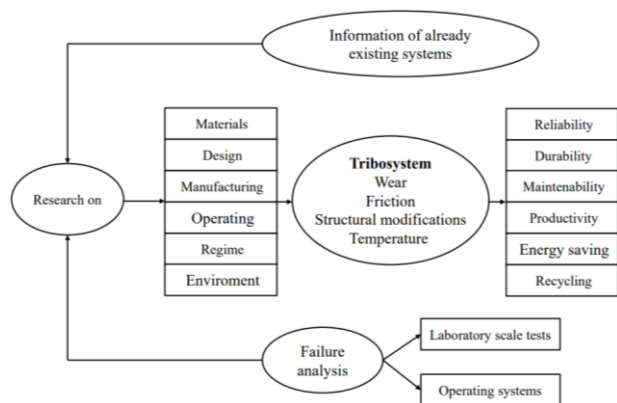 Information of already
existing systems
Materials
Design
Manufacturing
Operating
Regime
Enviroment
Research on
Tribosystem
Wear
Friction
Structural modifications
Temperature
Reliability
Durability
Maintenability
Productivity
Energy saving
Recycling
Failure
analysis
Laboratory scale tests
Operating systems